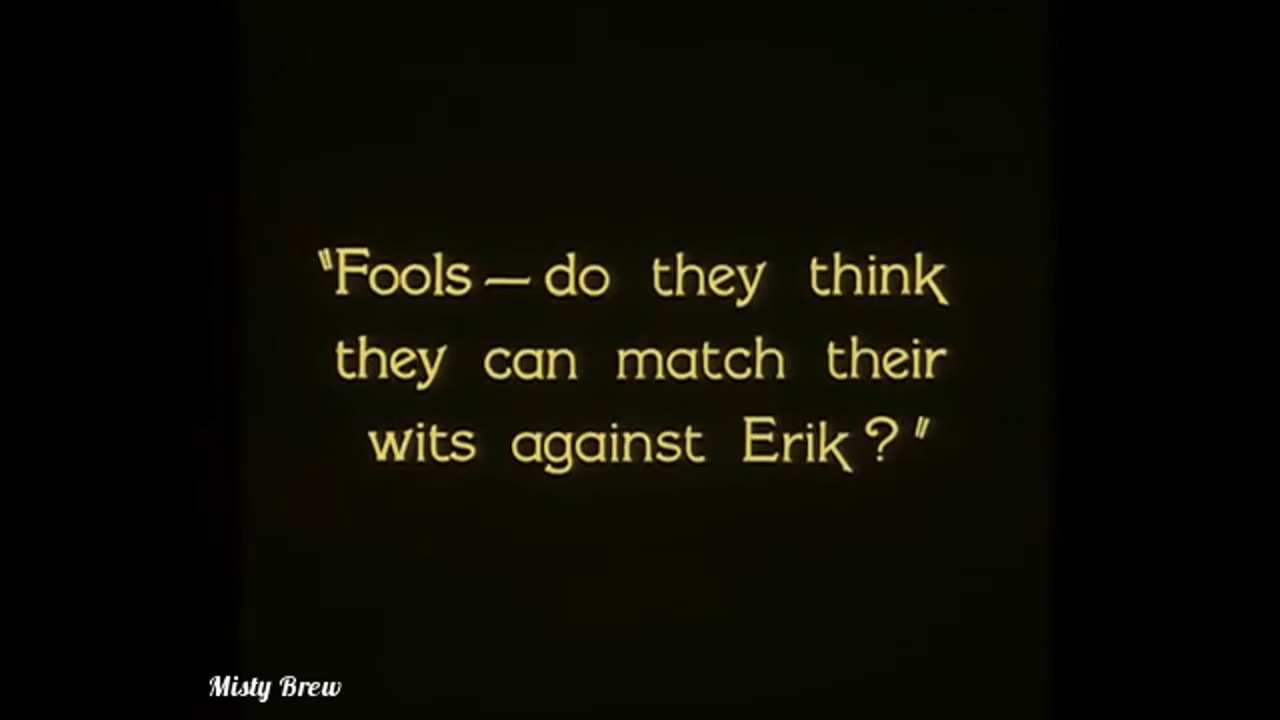 "Fools — do they think
they can match their
wits against Erik?"
Misty Brew